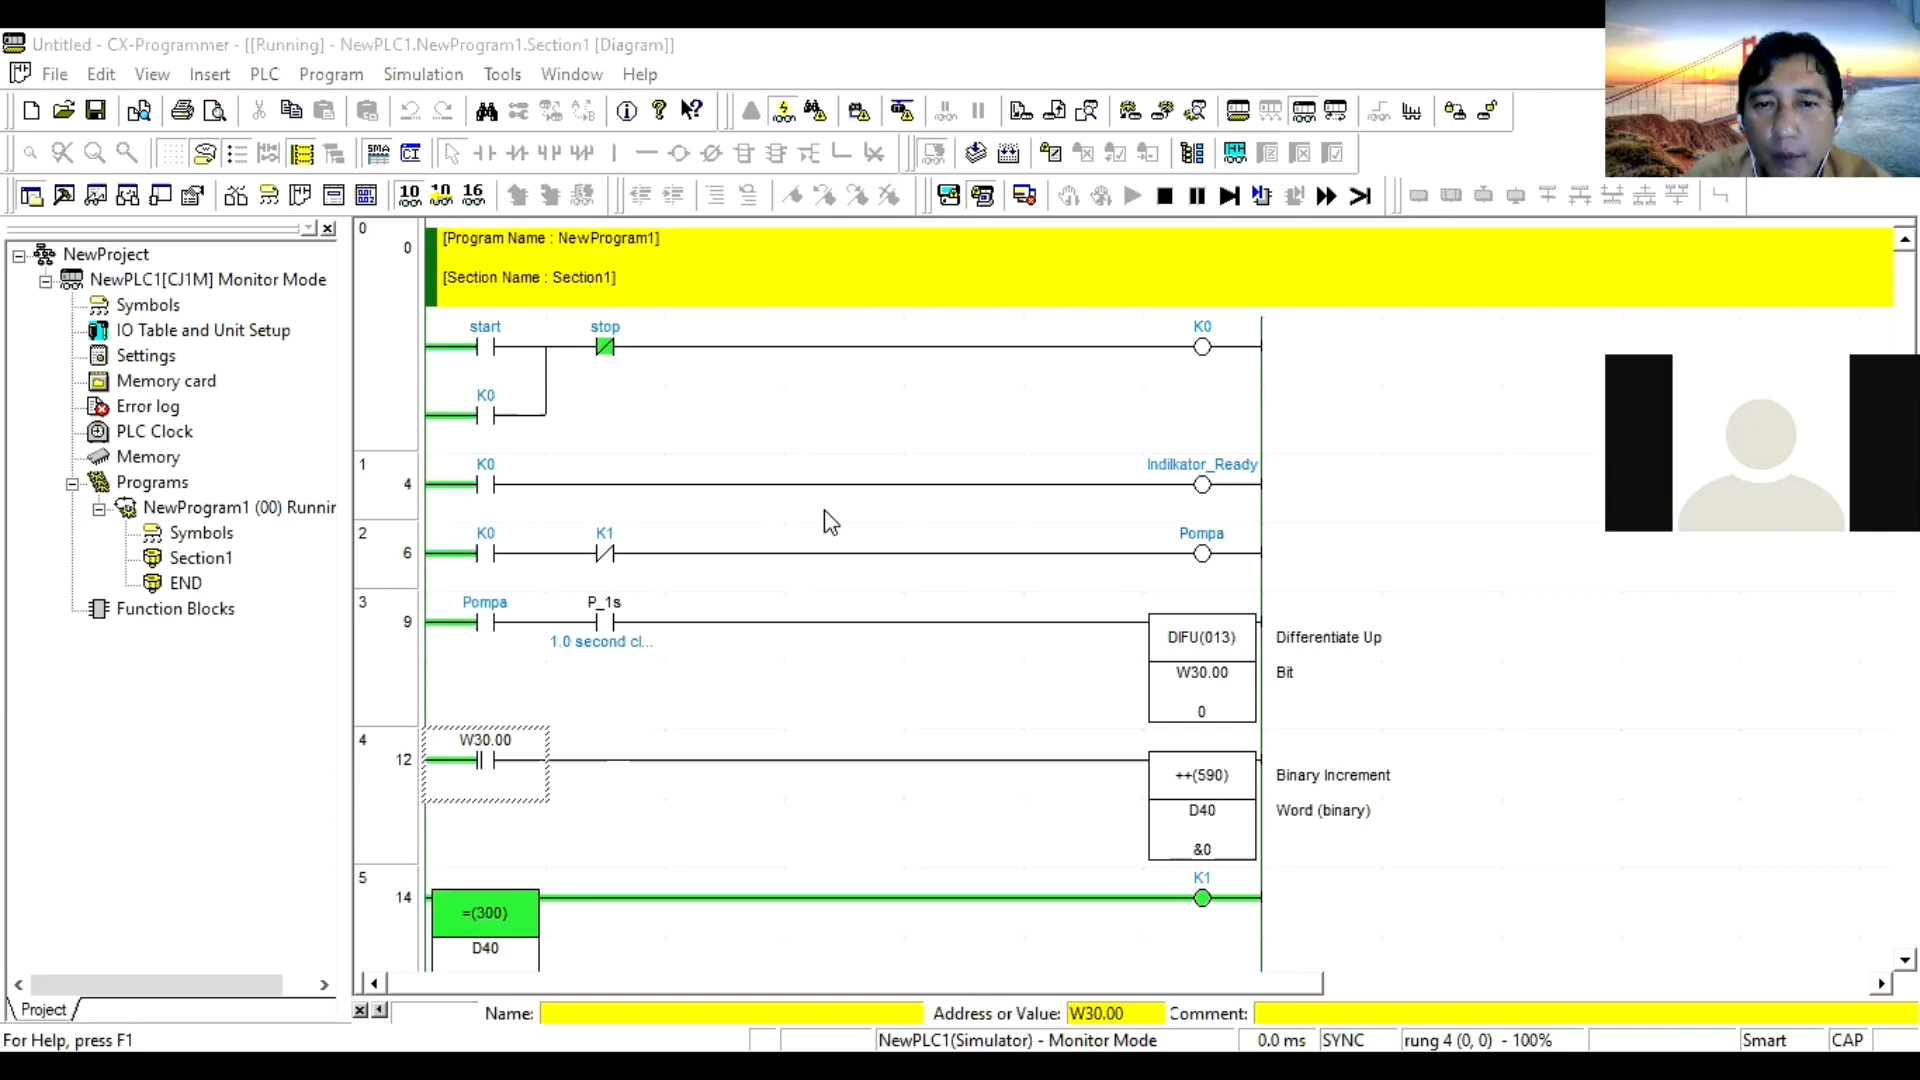 Untitled - CX-Programmer - [[Running] - NewPLC1.NewProgram1.Section1 [Diagram]]
File Edit View Insert PLC Program Simulation Tools Window Help
SMA CI
10 10 16
NewProject
NewPLC1[CJ1M] Monitor Mode
Symbols
IO Table and Unit Setup
Settings
Memory card
Error log
PLC Clock
Memory
Programs
NewProgram1 (00) Runnir
Symbols
Section1
END
Function Blocks
Project
0
0
[Program Name : NewProgram1]
[Section Name : Section1]
start stop K0
K0
1
4
K0 Indilkator_Ready
2
6
K0 K1 Pompa
3
9
Pompa P_1s
1.0 second cl...
DIFU(013) Differentiate Up
W30.00 Bit
0
4
12
W30.00
++(590) Binary Increment
D40 Word (binary)
&0
5
14
K1
=(300)
D40
Name: Address or Value: W30.00 Comment:
For Help, press F1 NewPLC1(Simulator) - Monitor Mode 0.0 ms SYNC rung 4 (0, 0) - 100% Smart CAP